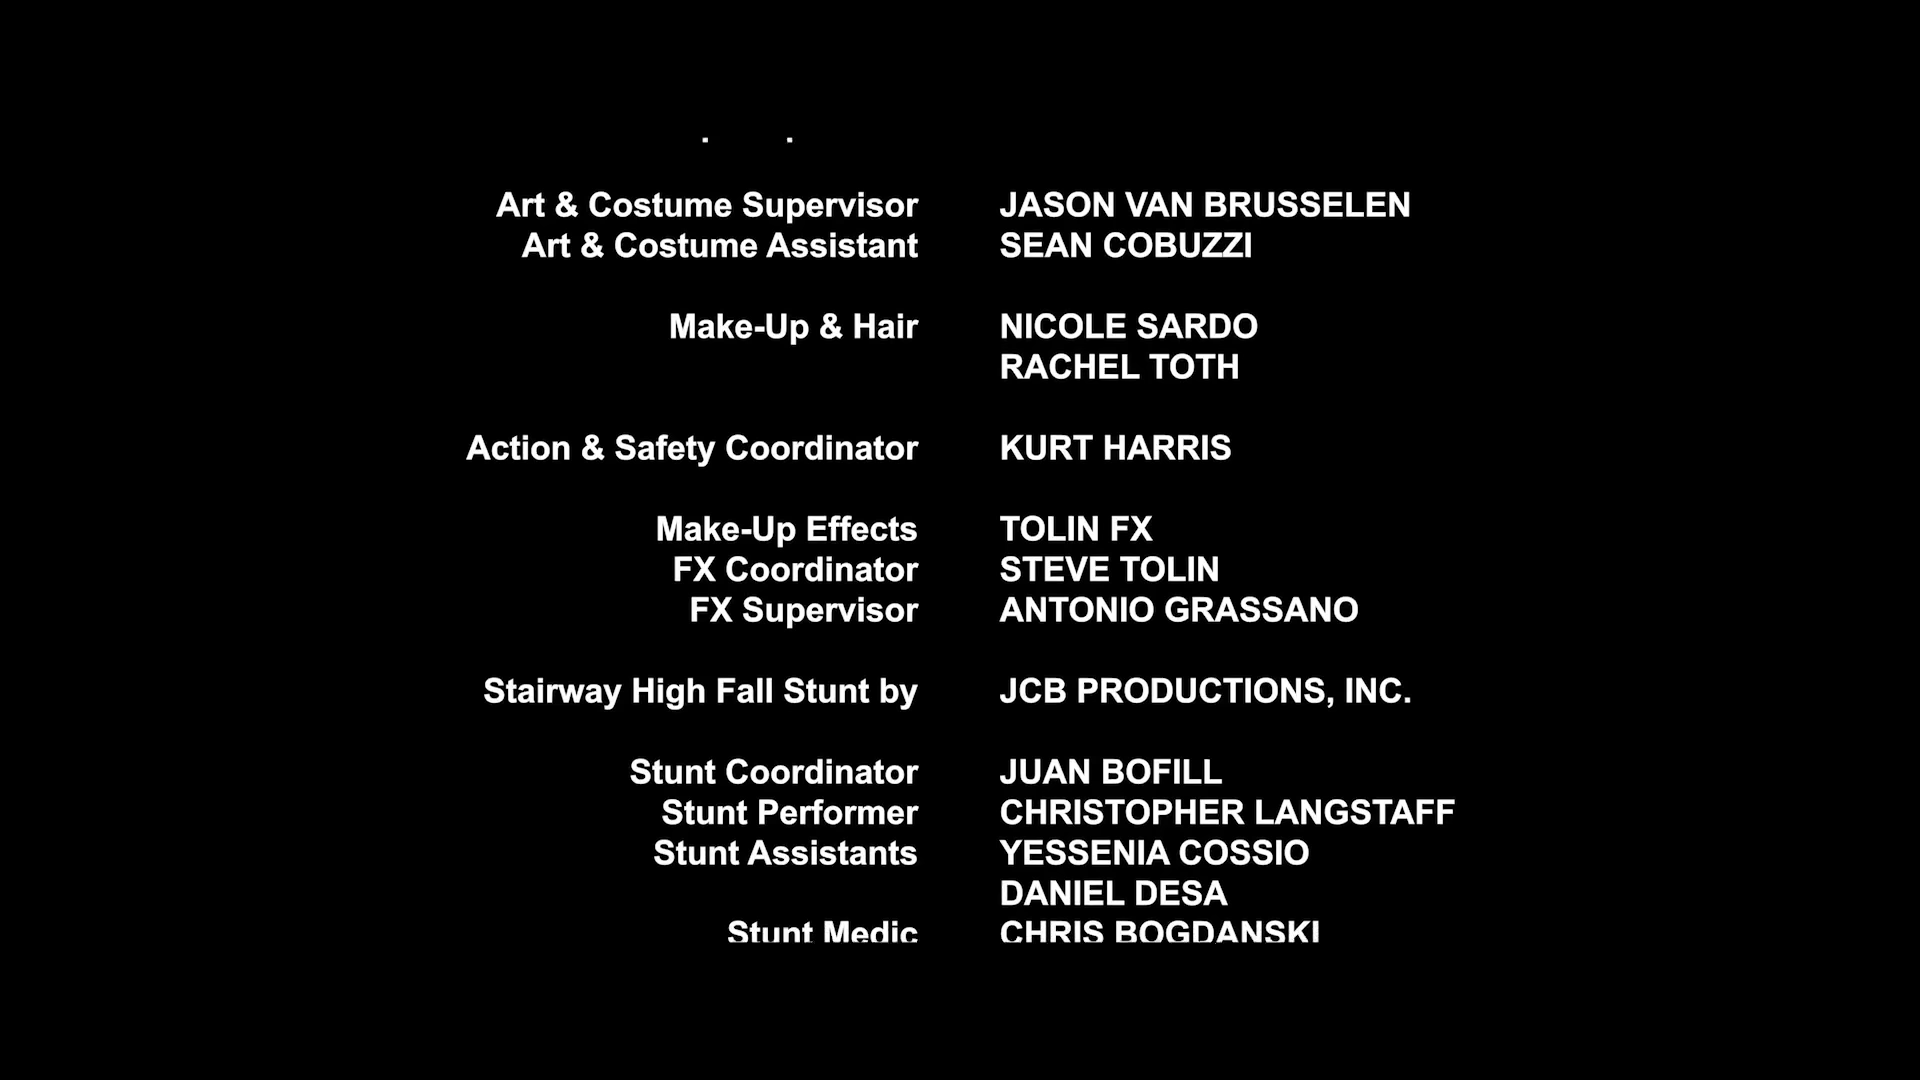 Art & Costume Supervisor JASON VAN BRUSSELEN
Art & Costume Assistant SEAN COBUZZI
Make-Up & Hair NICOLE SARDO
RACHEL TOTH
Action & Safety Coordinator KURT HARRIS
Make-Up Effects TOLIN FX
FX Coordinator STEVE TOLIN
FX Supervisor ANTONIO GRASSANO
Stairway High Fall Stunt by JCB PRODUCTIONS, INC.
Stunt Coordinator JUAN BOFILL
Stunt Performer CHRISTOPHER LANGSTAFF
Stunt Assistants YESSENIA COSSIO
DANIEL DESA
Stunt Medic CHRIS BOGDANSKI